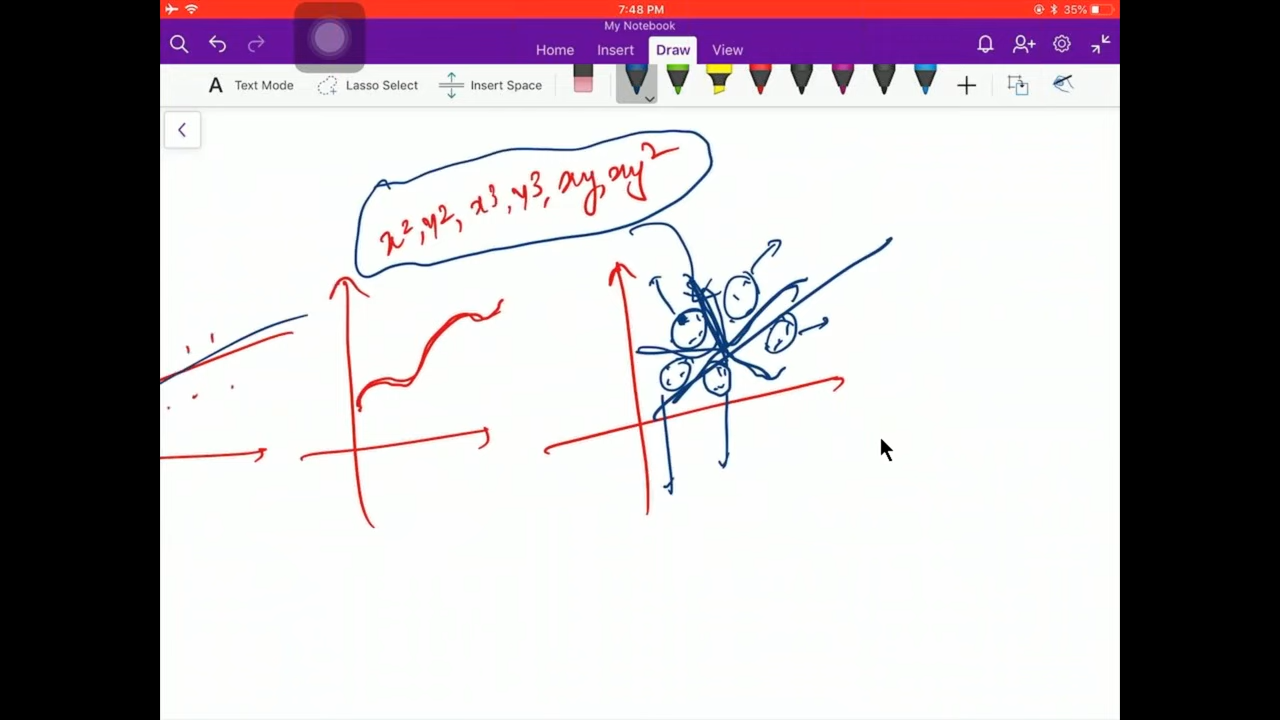 7:48 PM
35%
My Notebook
Home Insert Draw View
A Text Mode Lasso Select Insert Space
x², y², x³, y³, xy, xy²